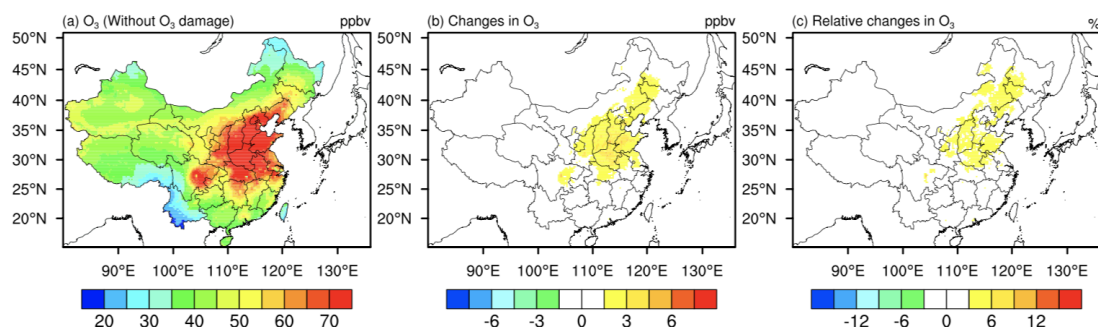 (a) O₃ (Without O₃ damage) ppbv (b) Changes in O₃ ppbv (c) Relative changes in O₃ %
50°N 50°N 50°N
45°N 45°N 45°N
40°N 40°N 40°N
35°N 35°N 35°N
30°N 30°N 30°N
25°N 25°N 25°N
20°N 20°N 20°N
90°E 100°E 110°E 120°E 130°E 90°E 100°E 110°E 120°E 130°E 90°E 100°E 110°E 120°E 130°E
20 30 40 50 60 70 -6 -3 0 3 6 -12 -6 0 6 12